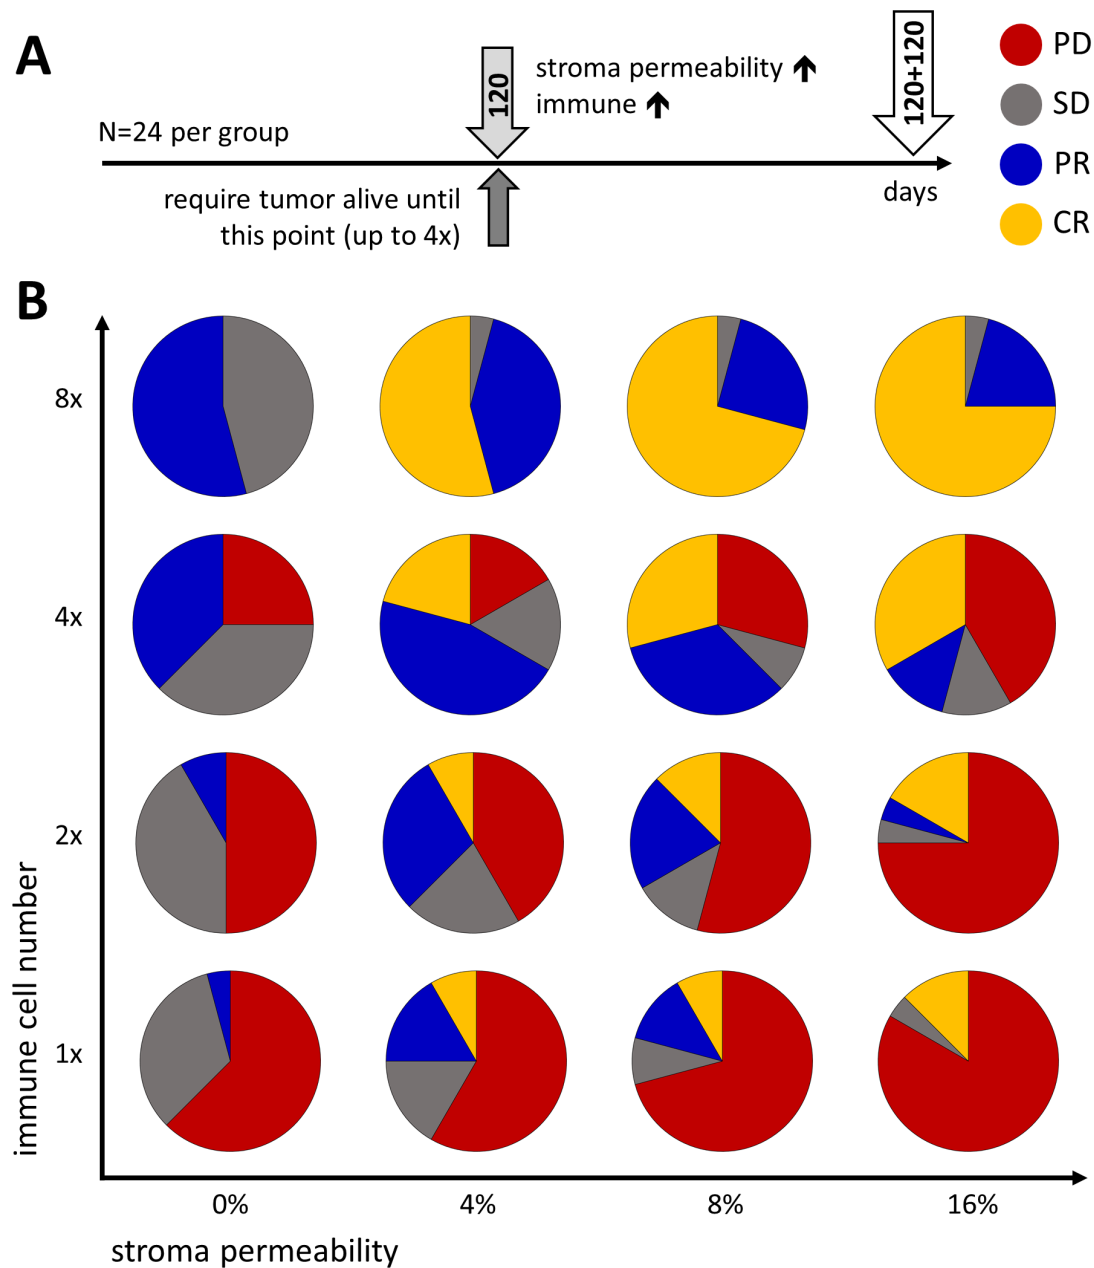 A
120
stroma permeability
immune
120+120
N=24 per group
require tumor alive until
this point (up to 4x)
days
PD
SD
PR
CR
B
8x
4x
2x
1x
immune cell number
0%
4%
8%
16%
stroma permeability